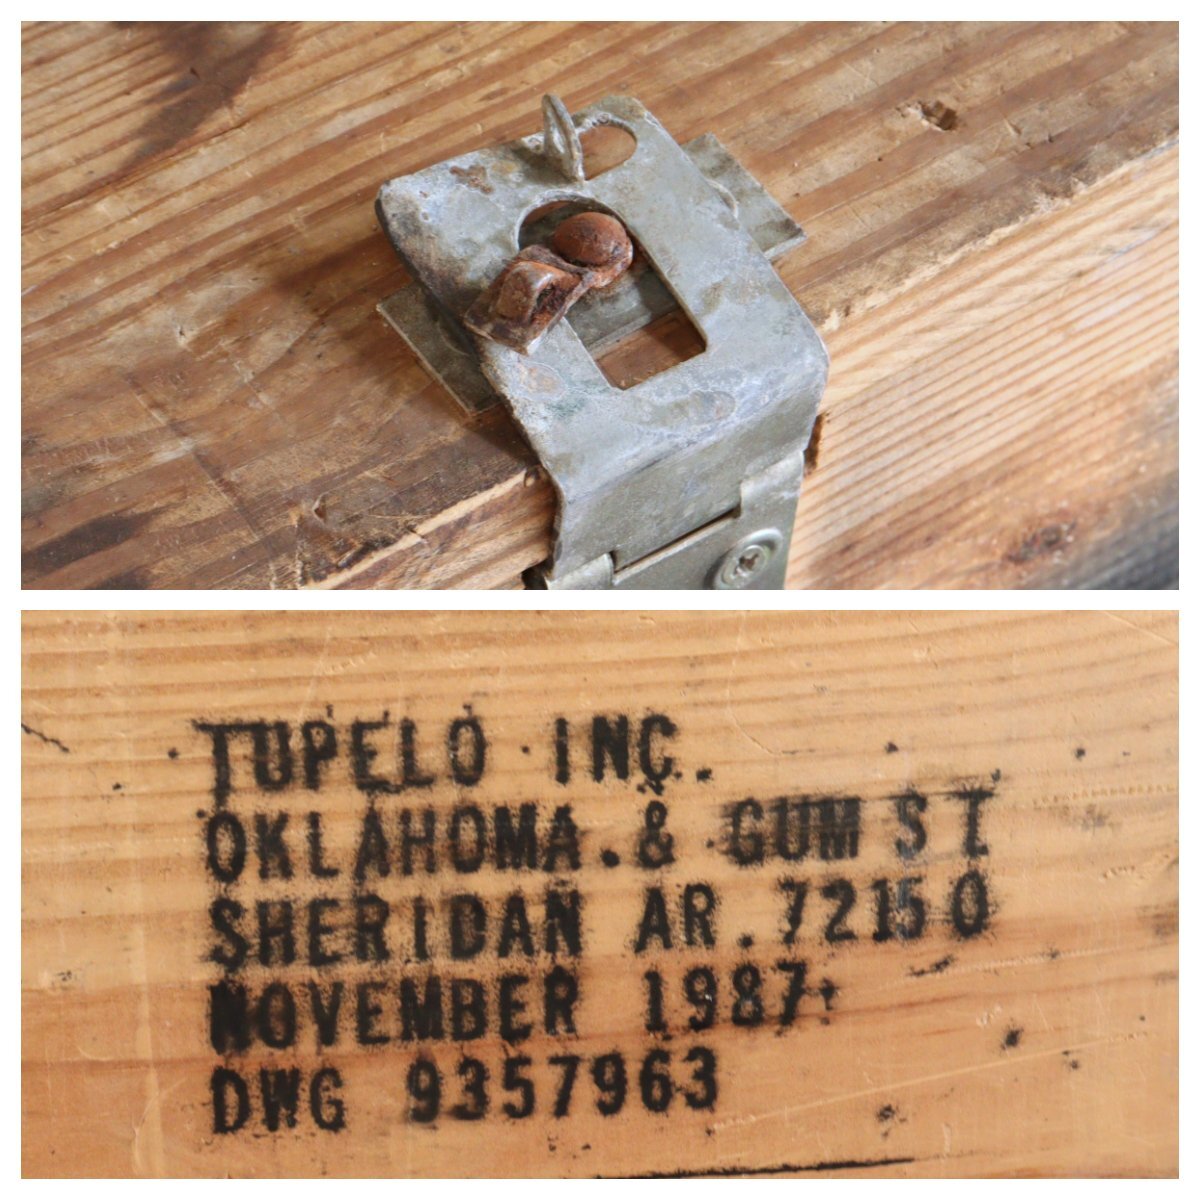 TUPELO INC.
OKLAHOMA. & GUM ST
SHERIDAN AR. 72150
NOVEMBER 1987
DWG 9357963